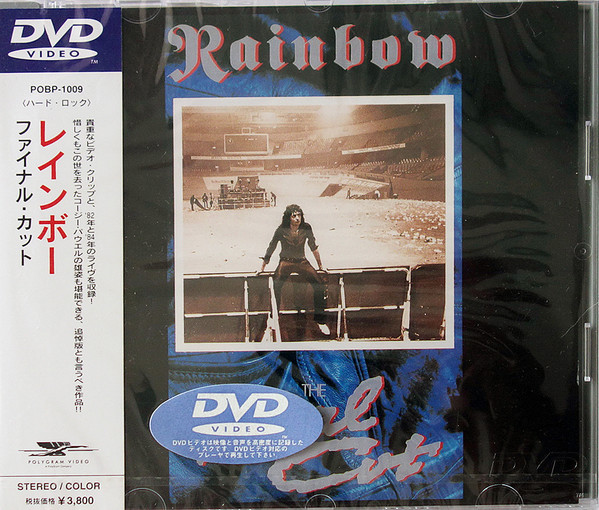 DVD
VIDEO
TM
POBP-1009
〈ハード・ロック〉
レインボー
ファイナル・カット
貴重なビデオ・クリップと、'82年と'84年のライヴを収録!
惜しくもこの世を去ったコージー・パウエルの雄姿も堪能できる、追悼版とも言うべき作品!!
POLYGRAM VIDEO
STEREO / COLOR
税抜価格 ¥3,800
Rainbow
THE
Cut
DVD
VIDEO
TM
DVDビデオは映像と音声を高密度に記録した
ディスクです DVDビデオ対応の
プレーヤで再生して下さい
DVD